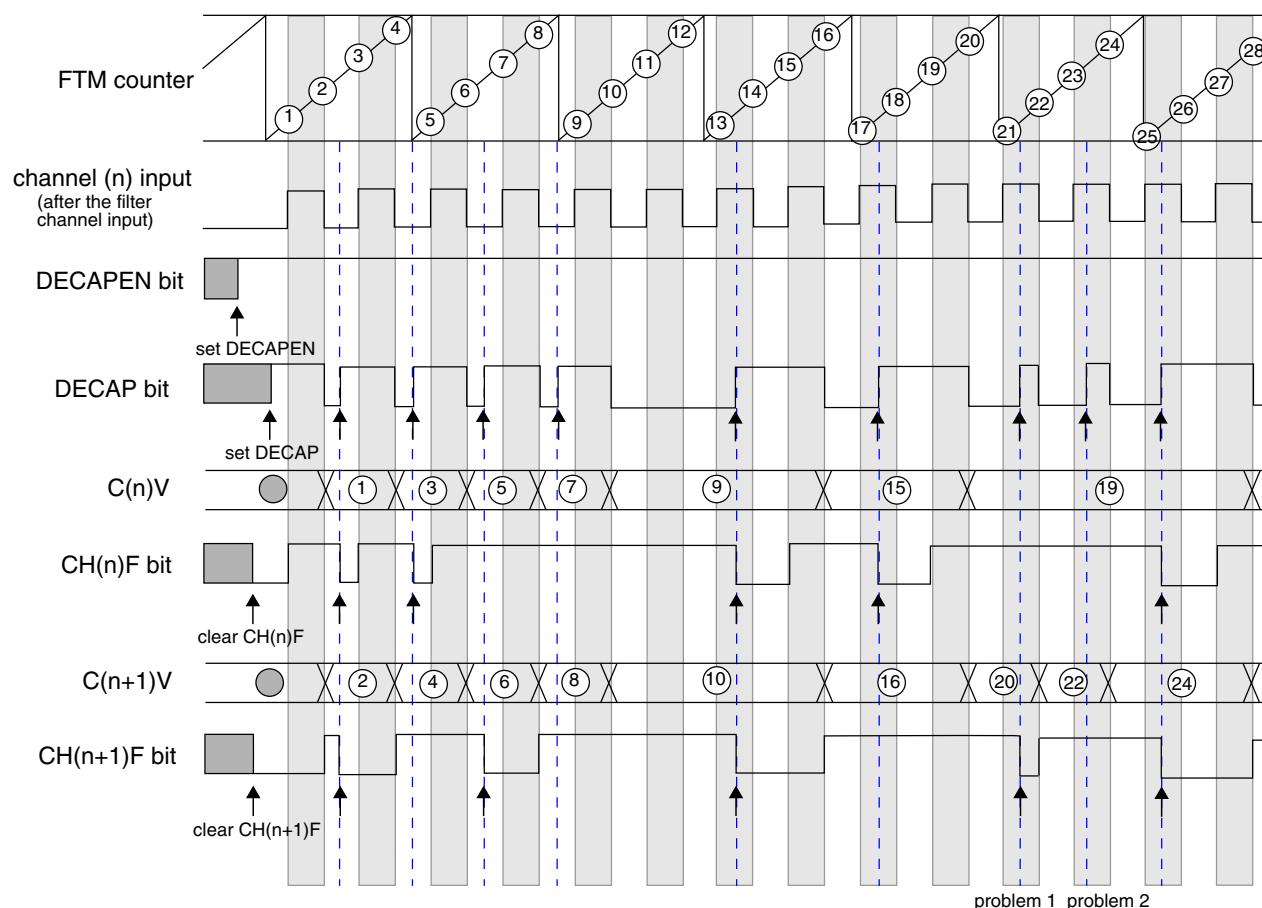 4 8 12 16 20 24 28
3 7 11 15 19 23 27
FTM counter
2 6 10 14 18 22 26
1 5 9 13 17 21 25
channel (n) input
(after the filter
channel input)
DECAPEN bit
set DECAPEN
DECAP bit
set DECAP
C(n)V 1 3 5 7 9 15 19
CH(n)F bit
clear CH(n)F
C(n+1)V 2 4 6 8 10 16 20 22 24
CH(n+1)F bit
clear CH(n+1)F
problem 1 problem 2